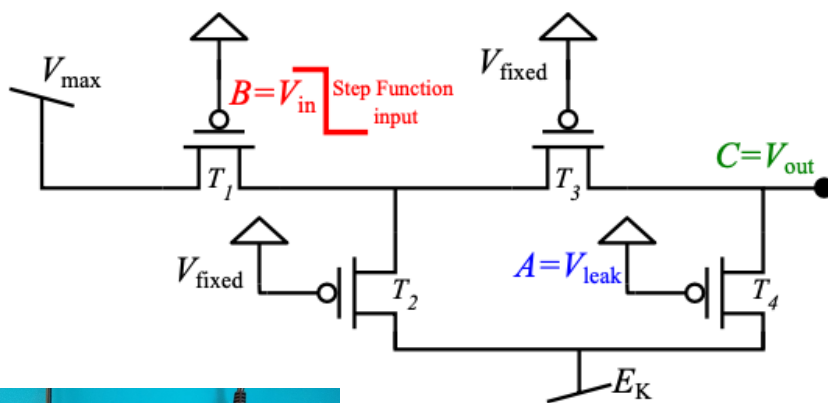 V_max
B=V_in
Step Function
input
V_fixed
C=V_out
T_1
T_3
V_fixed
T_2
A=V_leak
T_4
E_K